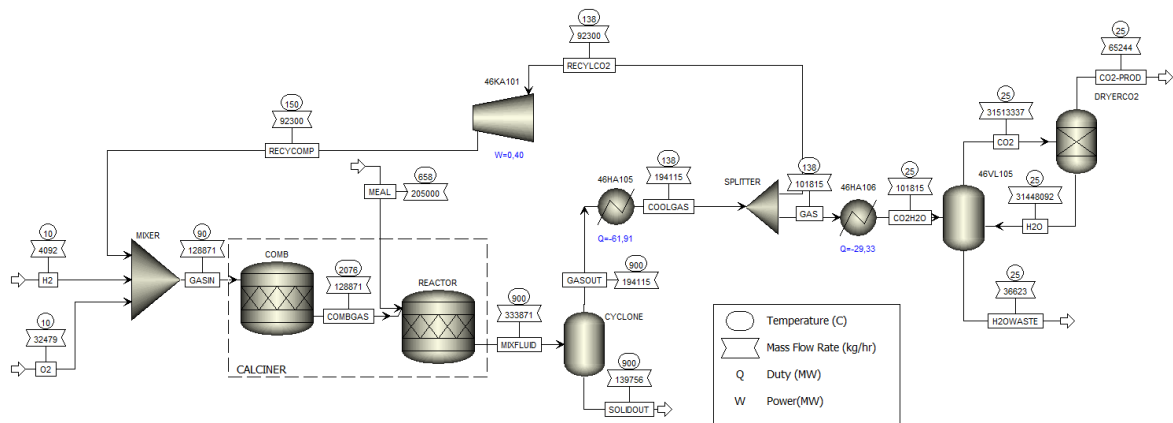 138
92300
RECYLCO2
46KA101
W=0,40
150
92300
RECYCOMP
MEAL
658
205000
10
4092
H2
MIXER
90
128871
GASIN
10
32479
O2
COMB
2076
128871
COMBGAS
REACTOR
CALCINER
900
333871
MIXFLUID
46HA105
Q=-61,91
138
194115
COOLGAS
GASOUT
900
194115
CYCLONE
900
139756
SOLIDOUT
SPLITTER
138
101815
GAS
46HA106
Q=-29,33
25
101815
CO2H2O
46VL105
25
31513337
CO2
25
65244
CO2-PROD
DRYERCO2
25
31448092
H2O
25
36623
H2OWASTE
Temperature (C)
Mass Flow Rate (kg/hr)
Q Duty (MW)
W Power(MW)